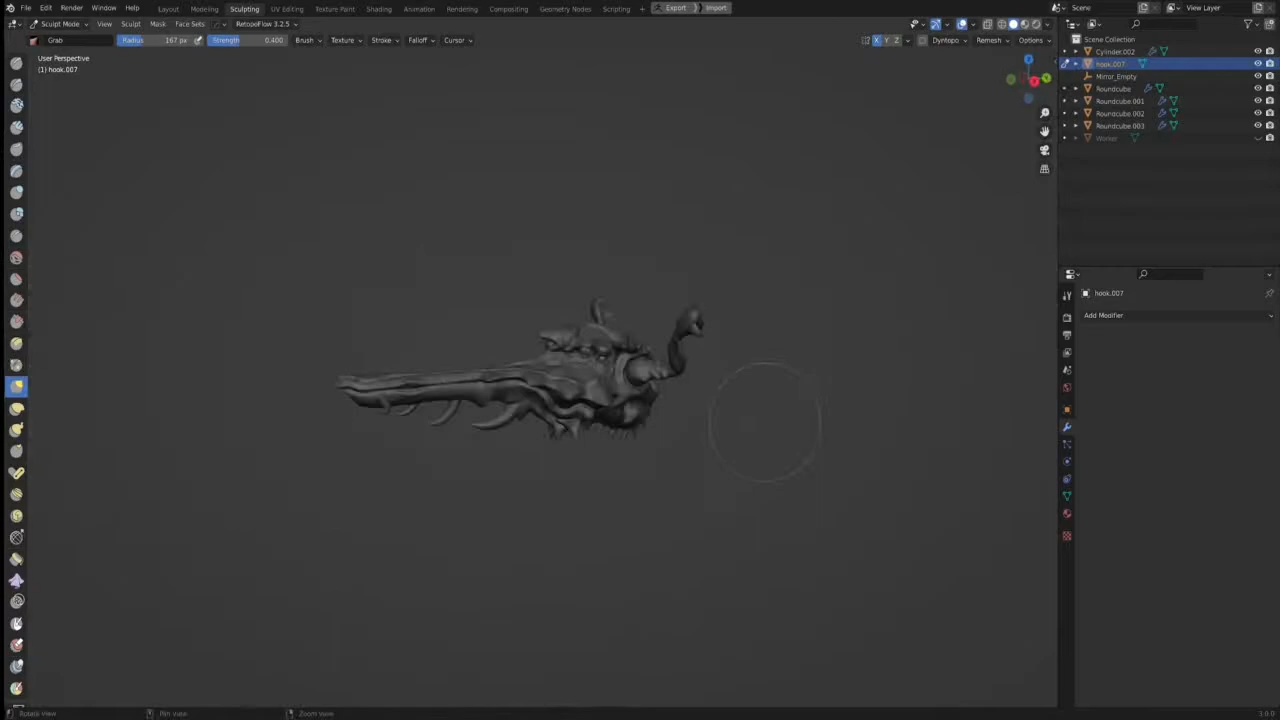 File Edit Render Window Help Layout Modeling Sculpting UV Editing Texture Paint Shading Animation Rendering Compositing Geometry Nodes Scripting + Export Import Scene View Layer
Sculpt Mode View Sculpt Mask Face Sets RetopoFlow 3.2.5
Grab Radius 167 px Strength 0.400 Brush Texture Stroke Falloff Cursor X Y Z Dyntopo Remesh Options
User Perspective
(1) hook.007
Scene Collection
Cylinder.002
hook.007
Mirror_Empty
Roundcube
Roundcube.001
Roundcube.002
Roundcube.003
Worker
hook.007
Add Modifier
Rotate View Pan View Zoom View 3.0.0